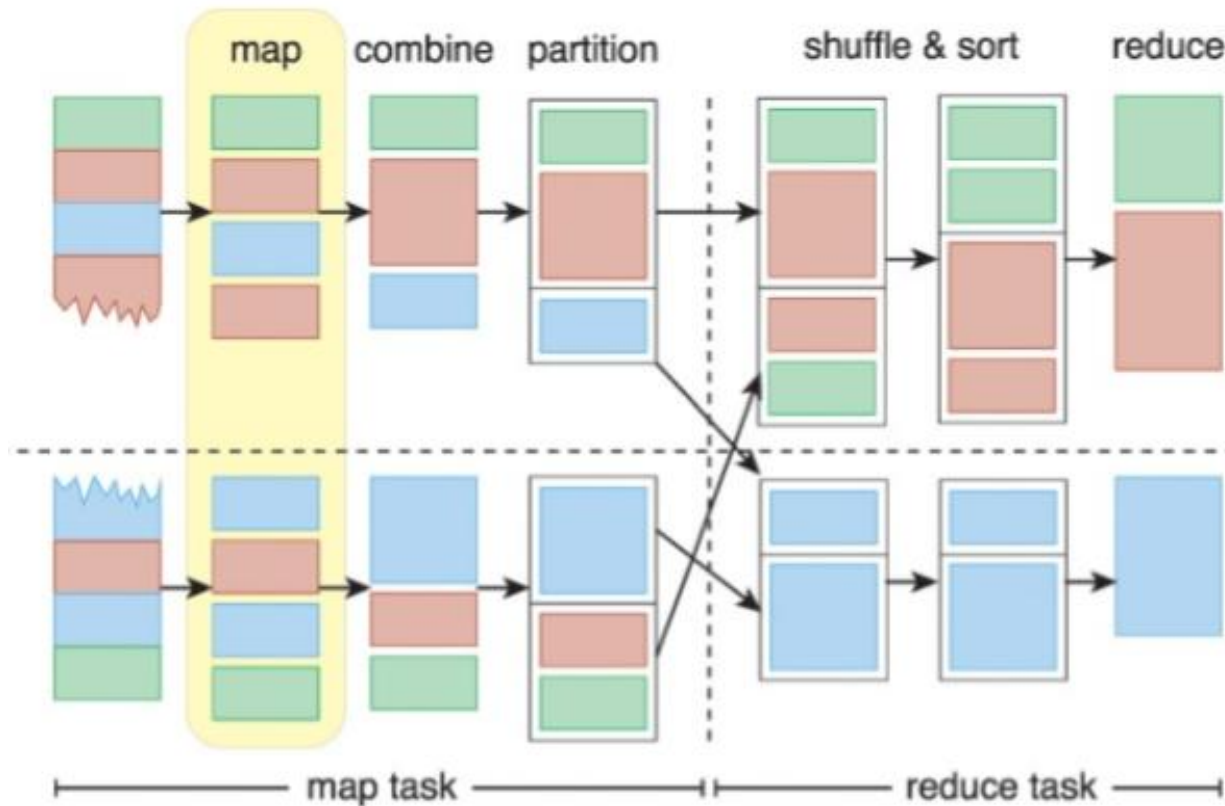 map combine partition shuffle & sort reduce
map task reduce task